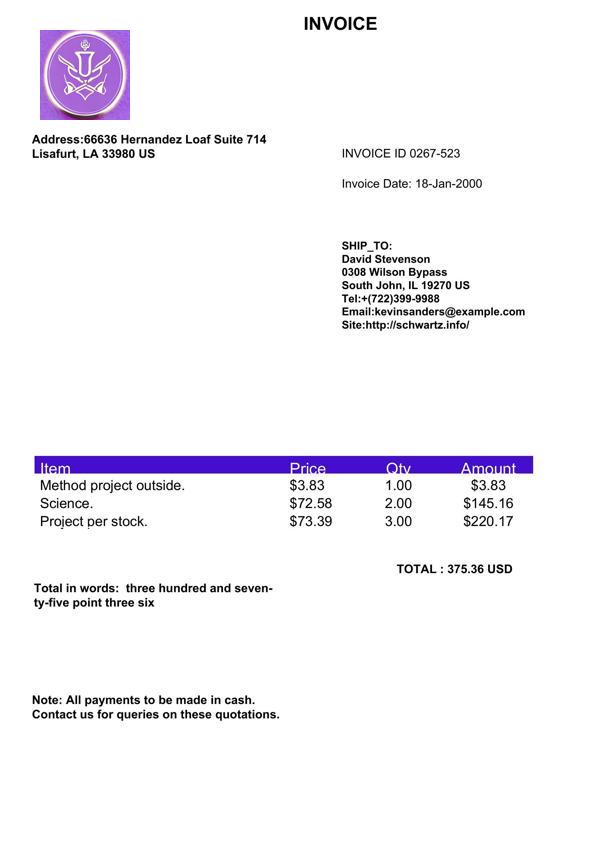 INVOICE
Address:66636 Hernandez Loaf Suite 714
Lisafurt, LA 33980 US
INVOICE ID 0267-523
Invoice Date: 18-Jan-2000
SHIP_TO:
David Stevenson
0308 Wilson Bypass
South John, IL 19270 US
Tel:+(722)399-9988
Email:kevinsanders@example.com
Site:http://schwartz.info/
Item Price Qty Amount
Method project outside. $3.83 1.00 $3.83
Science. $72.58 2.00 $145.16
Project per stock. $73.39 3.00 $220.17
TOTAL : 375.36 USD
Total in words:  three hundred and seven-
ty-five point three six
Note: All payments to be made in cash.
Contact us for queries on these quotations.